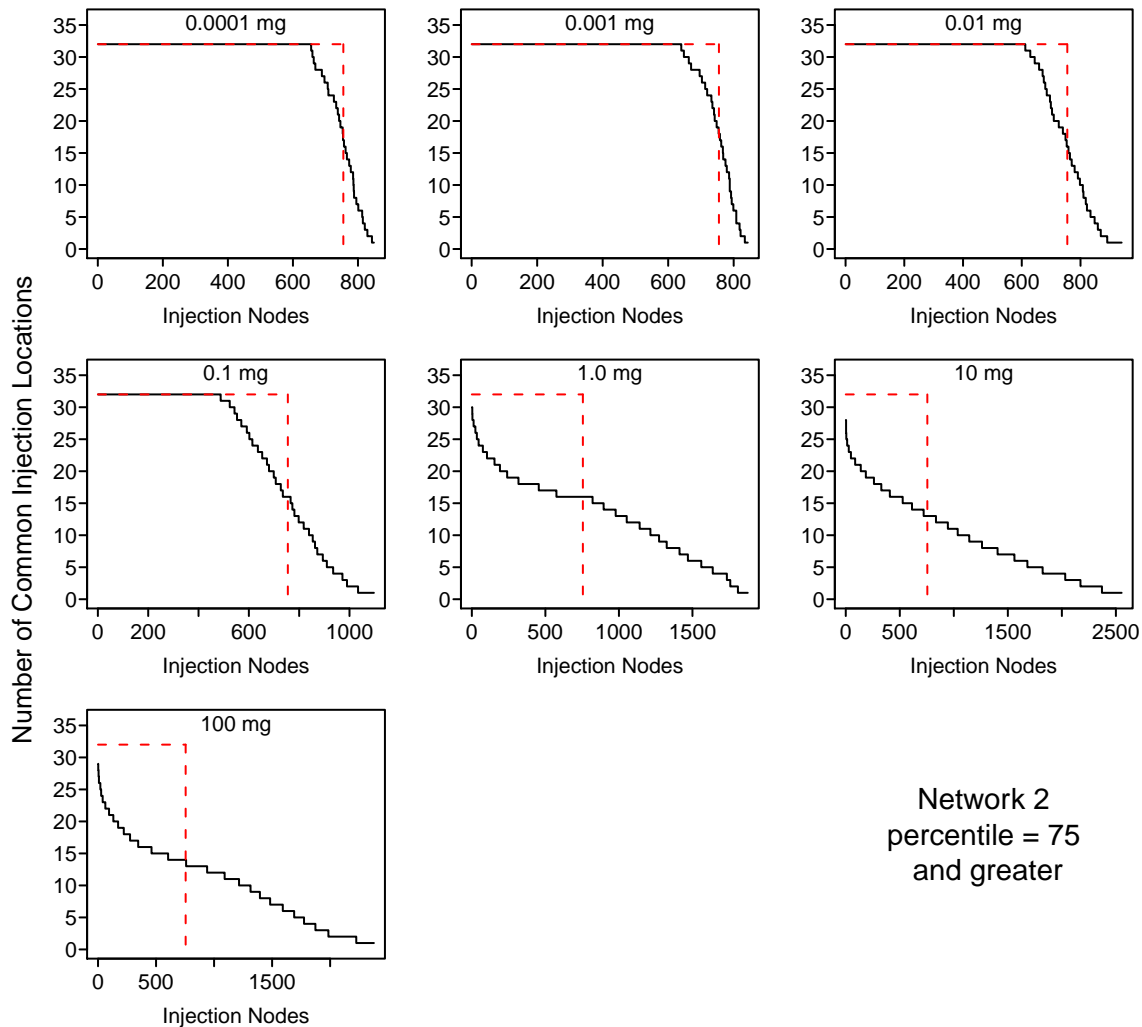 Number of Common Injection Locations
0.0001 mg
35
30
25
20
15
10
5
0
0 200 400 600 800
Injection Nodes
0.001 mg
35
30
25
20
15
10
5
0
0 200 400 600 800
Injection Nodes
0.01 mg
35
30
25
20
15
10
5
0
0 200 400 600 800
Injection Nodes
0.1 mg
35
30
25
20
15
10
5
0
0 200 600 1000
Injection Nodes
1.0 mg
35
30
25
20
15
10
5
0
0 500 1000 1500
Injection Nodes
10 mg
35
30
25
20
15
10
5
0
0 500 1500 2500
Injection Nodes
100 mg
35
30
25
20
15
10
5
0
0 500 1500
Injection Nodes
Network 2
percentile = 75
and greater